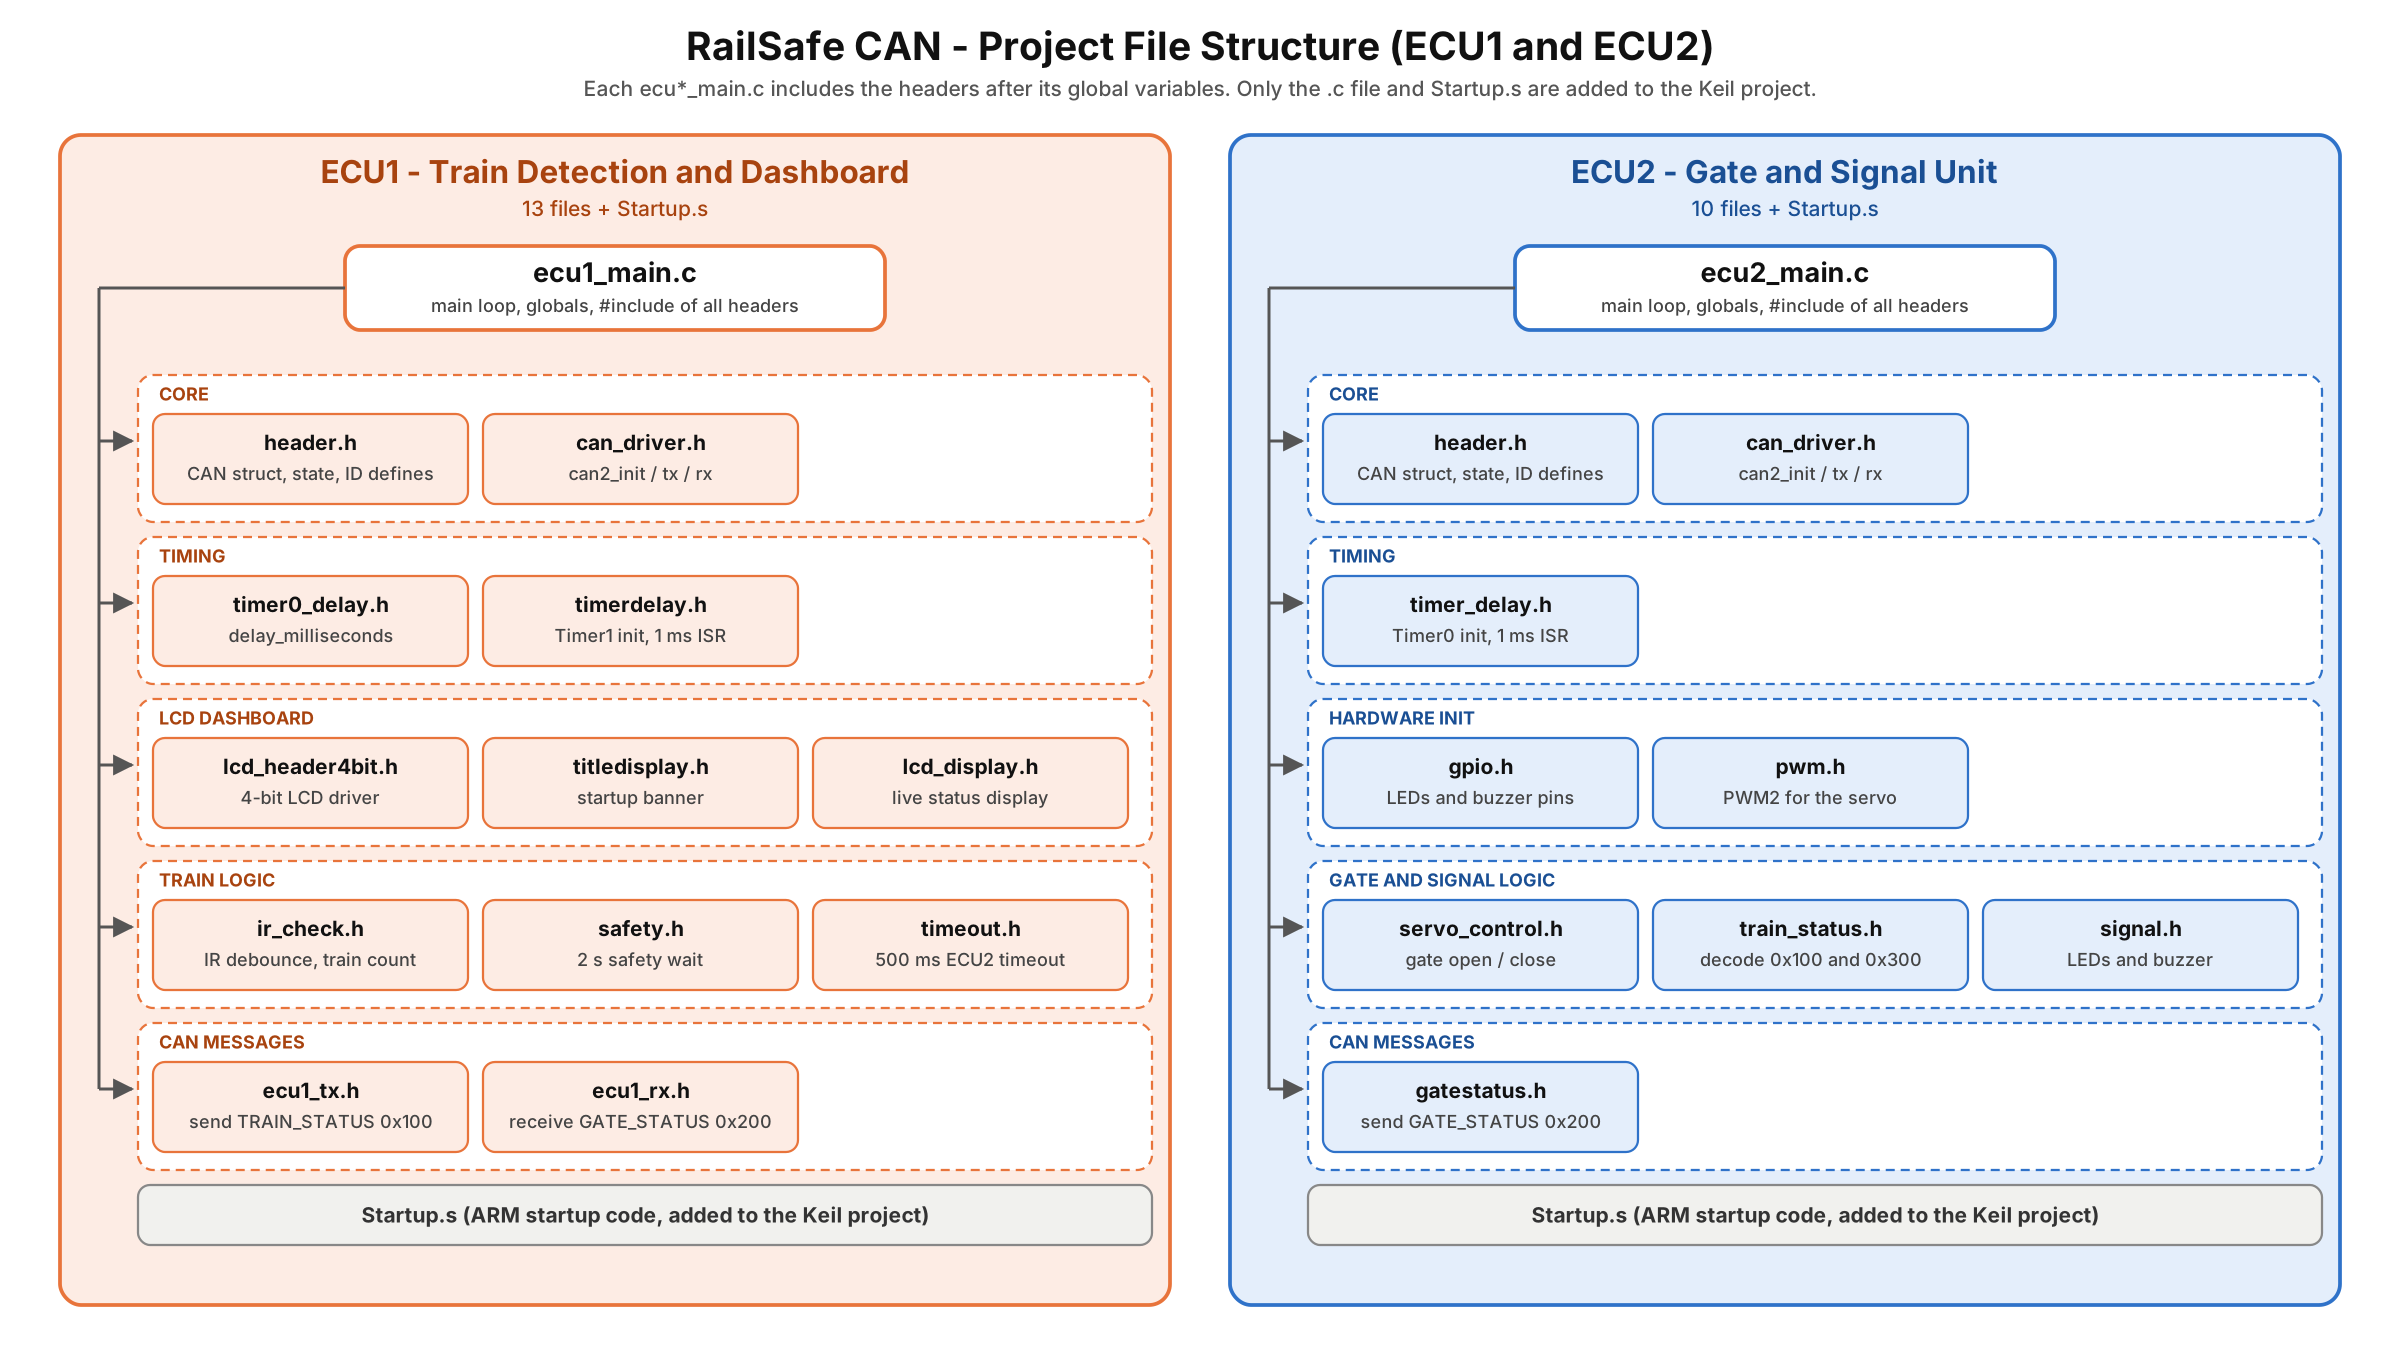 RailSafe CAN - Project File Structure (ECU1 and ECU2)
Each ecu*_main.c includes the headers after its global variables. Only the .c file and Startup.s are added to the Keil project.
ECU1 - Train Detection and Dashboard
13 files + Startup.s
ecu1_main.c
main loop, globals, #include of all headers
CORE
header.h
CAN struct, state, ID defines
can_driver.h
can2_init / tx / rx
TIMING
timer0_delay.h
delay_milliseconds
timerdelay.h
Timer1 init, 1 ms ISR
LCD DASHBOARD
lcd_header4bit.h
4-bit LCD driver
titledisplay.h
startup banner
lcd_display.h
live status display
TRAIN LOGIC
ir_check.h
IR debounce, train count
safety.h
2 s safety wait
timeout.h
500 ms ECU2 timeout
CAN MESSAGES
ecu1_tx.h
send TRAIN_STATUS 0x100
ecu1_rx.h
receive GATE_STATUS 0x200
Startup.s (ARM startup code, added to the Keil project)
ECU2 - Gate and Signal Unit
10 files + Startup.s
ecu2_main.c
main loop, globals, #include of all headers
CORE
header.h
CAN struct, state, ID defines
can_driver.h
can2_init / tx / rx
TIMING
timer_delay.h
Timer0 init, 1 ms ISR
HARDWARE INIT
gpio.h
LEDs and buzzer pins
pwm.h
PWM2 for the servo
GATE AND SIGNAL LOGIC
servo_control.h
gate open / close
train_status.h
decode 0x100 and 0x300
signal.h
LEDs and buzzer
CAN MESSAGES
gatestatus.h
send GATE_STATUS 0x200
Startup.s (ARM startup code, added to the Keil project)